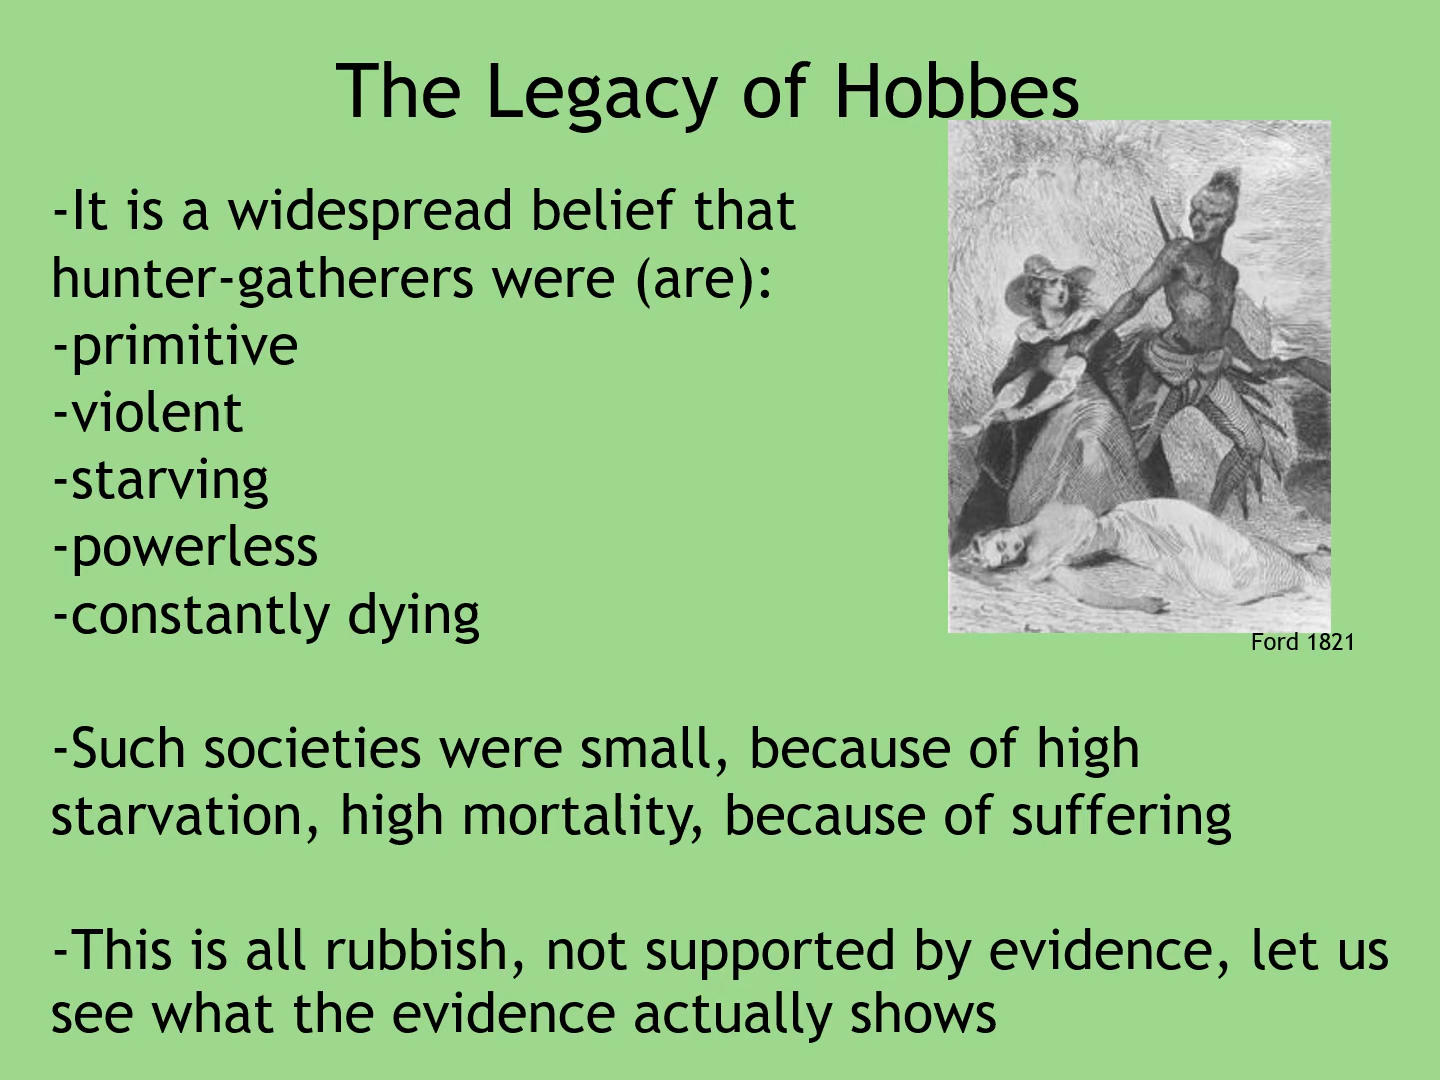 The Legacy of Hobbes
-It is a widespread belief that
hunter-gatherers were (are):
-primitive
-violent
-starving
-powerless
-constantly dying
Ford 1821
-Such societies were small, because of high
starvation, high mortality, because of suffering
-This is all rubbish, not supported by evidence, let us
see what the evidence actually shows